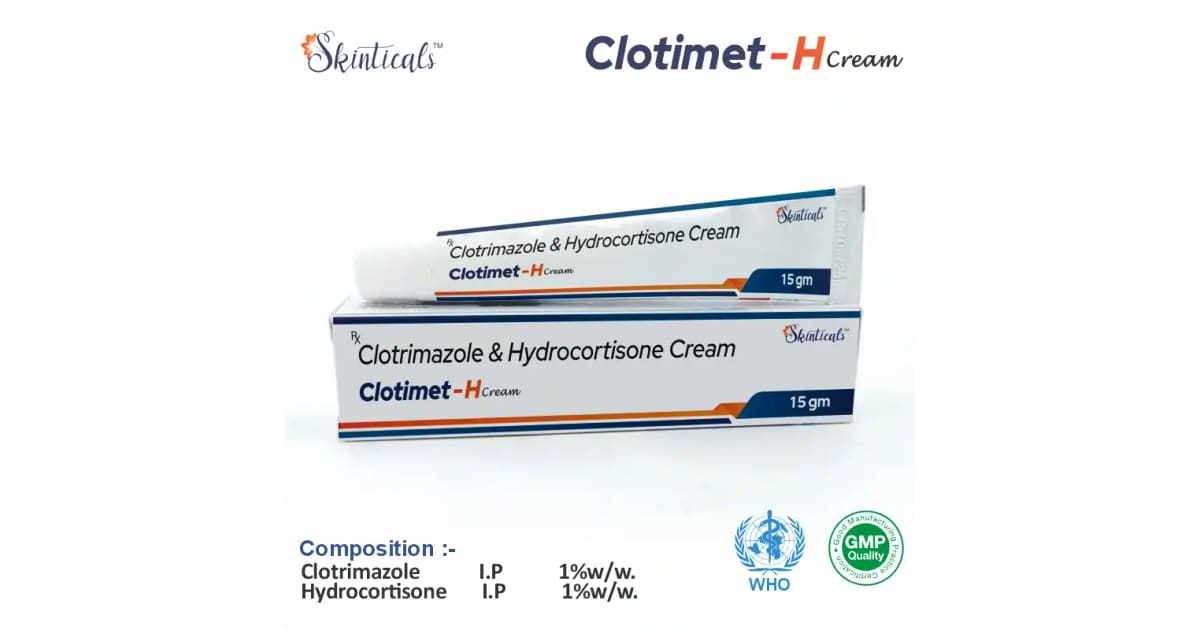 Skinticals™
Clotimet-H Cream
Skinticals™
Rx
Clotrimazole & Hydrocortisone Cream
Clotimet-H Cream
15 gm
Rx
Skinticals™
Clotrimazole & Hydrocortisone Cream
Clotimet-H Cream
15 gm
Composition :-
Clotrimazole I.P 1%w/w.
Hydrocortisone I.P 1%w/w.
WHO
Good Manufacturing Practice Certification
GMP
Quality